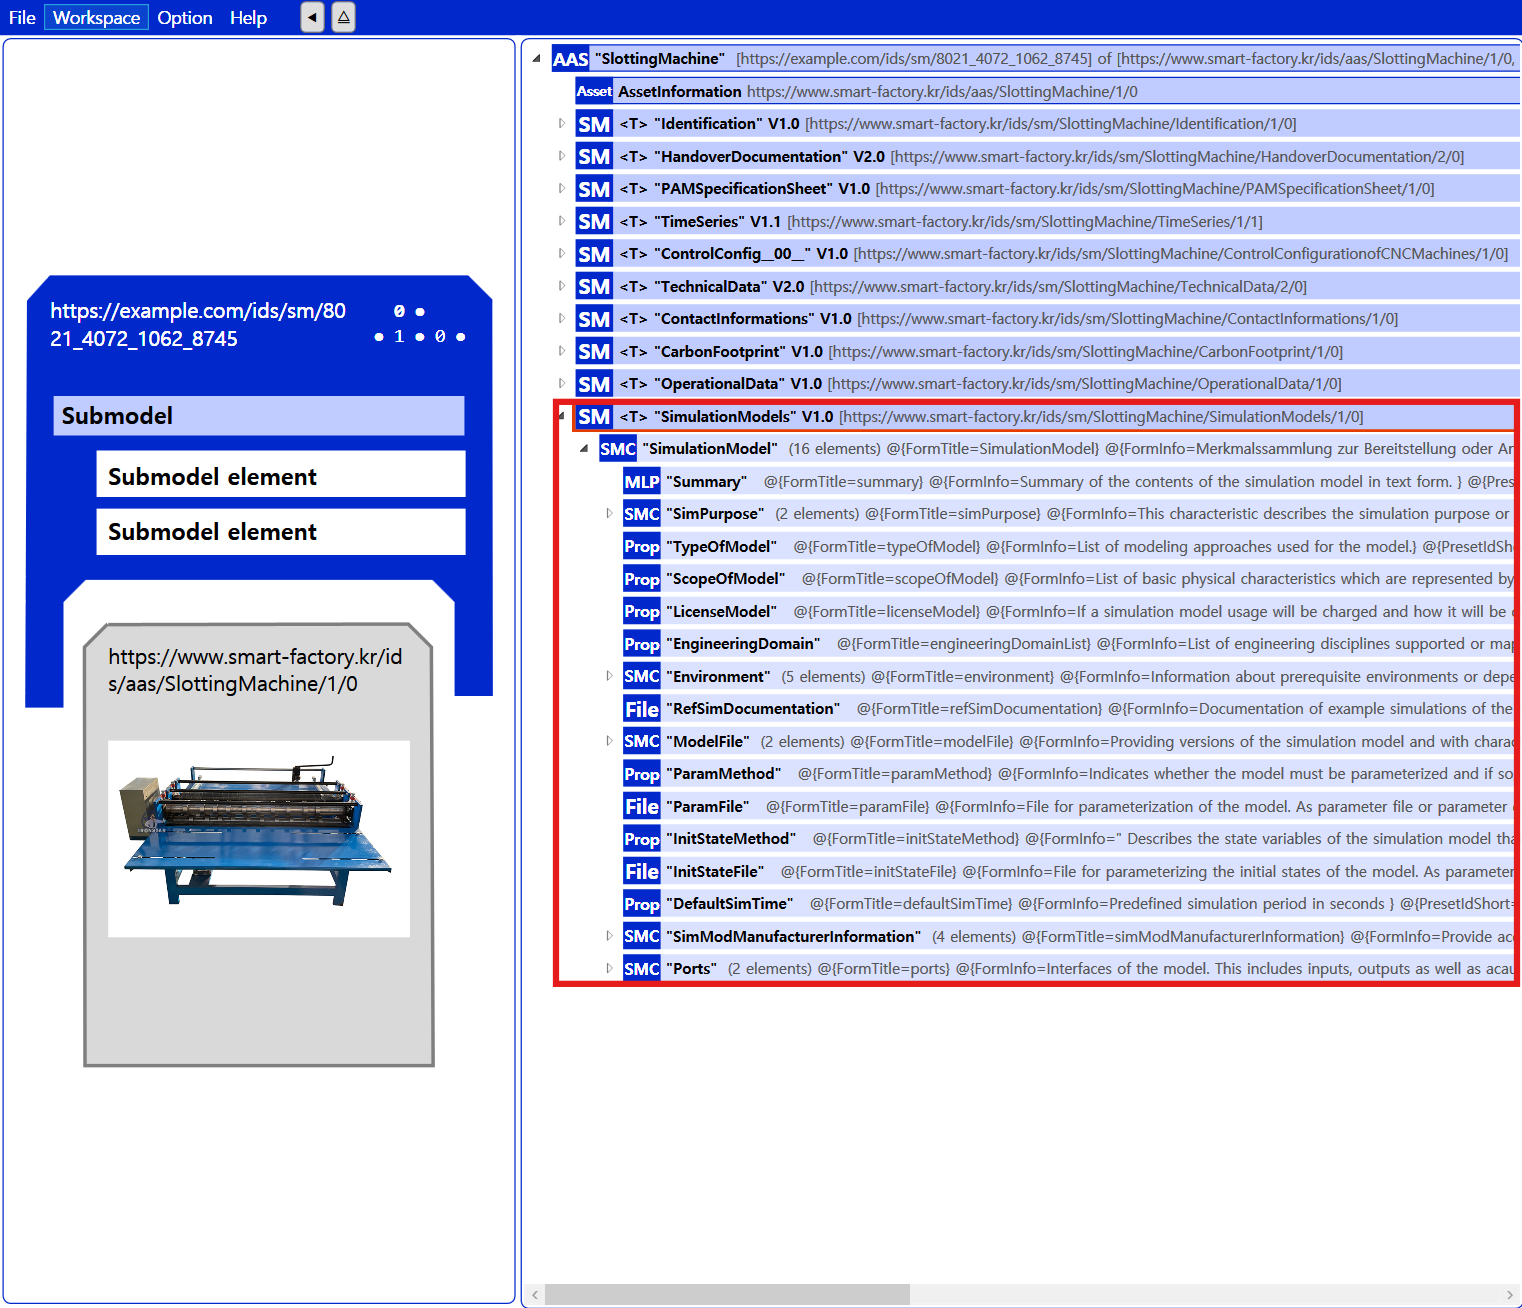 File Workspace Option Help
https://example.com/ids/sm/80
21_4072_1062_8745
0
1 0
Submodel
Submodel element
Submodel element
https://www.smart-factory.kr/id
s/aas/SlottingMachine/1/0
AAS "SlottingMachine" [https://example.com/ids/sm/8021_4072_1062_8745] of [https://www.smart-factory.kr/ids/aas/SlottingMachine/1/0,
Asset AssetInformation https://www.smart-factory.kr/ids/aas/SlottingMachine/1/0
SM <T> "Identification" V1.0 [https://www.smart-factory.kr/ids/sm/SlottingMachine/Identification/1/0]
SM <T> "HandoverDocumentation" V2.0 [https://www.smart-factory.kr/ids/sm/SlottingMachine/HandoverDocumentation/2/0]
SM <T> "PAMSpecificationSheet" V1.0 [https://www.smart-factory.kr/ids/sm/SlottingMachine/PAMSpecificationSheet/1/0]
SM <T> "TimeSeries" V1.1 [https://www.smart-factory.kr/ids/sm/SlottingMachine/TimeSeries/1/1]
SM <T> "ControlConfig__00__" V1.0 [https://www.smart-factory.kr/ids/sm/SlottingMachine/ControlConfigurationofCNCMachines/1/0]
SM <T> "TechnicalData" V2.0 [https://www.smart-factory.kr/ids/sm/SlottingMachine/TechnicalData/2/0]
SM <T> "ContactInformations" V1.0 [https://www.smart-factory.kr/ids/sm/SlottingMachine/ContactInformations/1/0]
SM <T> "CarbonFootprint" V1.0 [https://www.smart-factory.kr/ids/sm/SlottingMachine/CarbonFootprint/1/0]
SM <T> "OperationalData" V1.0 [https://www.smart-factory.kr/ids/sm/SlottingMachine/OperationalData/1/0]
SM <T> "SimulationModels" V1.0 [https://www.smart-factory.kr/ids/sm/SlottingMachine/SimulationModels/1/0]
SMC "SimulationModel" (16 elements) @{FormTitle=SimulationModel} @{FormInfo=Merkmalssammlung zur Bereitstellung oder Ar
MLP "Summary" @{FormTitle=summary} @{FormInfo=Summary of the contents of the simulation model in text form. } @{Pres
SMC "SimPurpose" (2 elements) @{FormTitle=simPurpose} @{FormInfo=This characteristic describes the simulation purpose or
Prop "TypeOfModel" @{FormTitle=typeOfModel} @{FormInfo=List of modeling approaches used for the model.} @{PresetIdSh
Prop "ScopeOfModel" @{FormTitle=scopeOfModel} @{FormInfo=List of basic physical characteristics which are represented by
Prop "LicenseModel" @{FormTitle=licenseModel} @{FormInfo=If a simulation model usage will be charged and how it will be
Prop "EngineeringDomain" @{FormTitle=engineeringDomainList} @{FormInfo=List of engineering disciplines supported or map
SMC "Environment" (5 elements) @{FormTitle=environment} @{FormInfo=Information about prerequisite environments or depe
File "RefSimDocumentation" @{FormTitle=refSimDocumentation} @{FormInfo=Documentation of example simulations of the
SMC "ModelFile" (2 elements) @{FormTitle=modelFile} @{FormInfo=Providing versions of the simulation model and with charac
Prop "ParamMethod" @{FormTitle=paramMethod} @{FormInfo=Indicates whether the model must be parameterized and if so
File "ParamFile" @{FormTitle=paramFile} @{FormInfo=File for parameterization of the model. As parameter file or parameter
Prop "InitStateMethod" @{FormTitle=initStateMethod} @{FormInfo=" Describes the state variables of the simulation model tha
File "InitStateFile" @{FormTitle=initStateFile} @{FormInfo=File for parameterizing the initial states of the model. As parameter
Prop "DefaultSimTime" @{FormTitle=defaultSimTime} @{FormInfo=Predefined simulation period in seconds } @{PresetIdShort=
SMC "SimModManufacturerInformation" (4 elements) @{FormTitle=simModManufacturerInformation} @{FormInfo=Provide acc
SMC "Ports" (2 elements) @{FormTitle=ports} @{FormInfo=Interfaces of the model. This includes inputs, outputs as well as acau